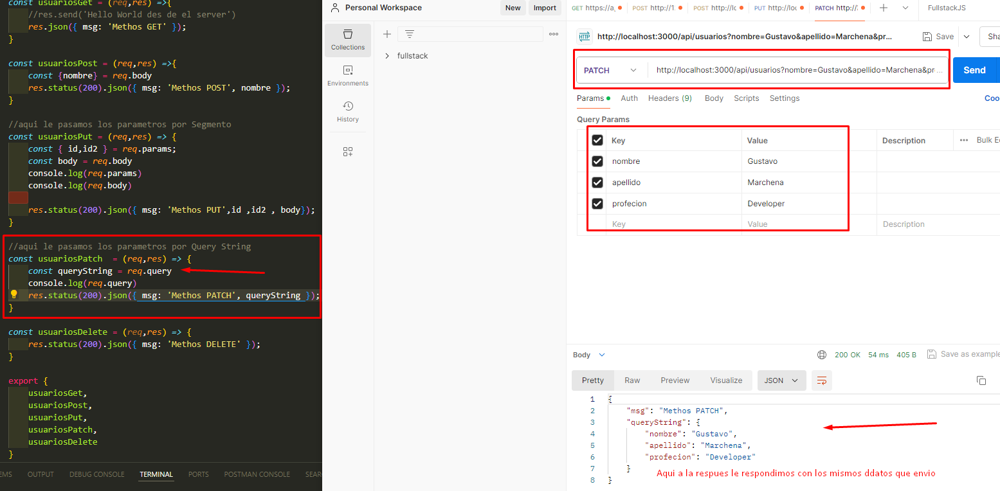 const usuariosGet = (req,res) =>{
//res.send('Hello World des de el server')
res.json({ msg: 'Methos GET' });
}
const usuariosPost = (req,res) =>{
const {nombre} = req.body
res.status(200).json({ msg: 'Methos POST', nombre });
}
//aqui le pasamos los parametros por Segmento
const usuariosPut = (req,res) => {
const { id,id2 } = req.params;
const body = req.body
console.log(req.params)
console.log(req.body)
res.status(200).json({ msg: 'Methos PUT',id ,id2 , body});
}
//aqui le pasamos los parametros por Query String
const usuariosPatch  = (req,res) => {
const queryString = req.query
console.log(req.query)
res.status(200).json({ msg: 'Methos PATCH', queryString });
}
const usuariosDelete = (req,res) => {
res.status(200).json({ msg: 'Methos DELETE' });
}
export {
usuariosGet,
usuariosPost,
usuariosPut,
usuariosPatch,
usuariosDelete
}
EMS OUTPUT DEBUG CONSOLE TERMINAL PORTS POSTMAN CONSOLE SEAR
Personal Workspace New Import
Collections
Environments
History
fullstack
GET https://a POST http://1 POST http://lo PUT http://loc PATCH http:// FullstackJS
HTTP http://localhost:3000/api/usuarios?nombre=Gustavo&apellido=Marchena&pr... Save Sha
PATCH http://localhost:3000/api/usuarios?nombre=Gustavo&apellido=Marchena&pr ... Send
Params Auth Headers (9) Body Scripts Settings Coo
Query Params
Key Value Description Bulk E
nombre Gustavo
apellido Marchena
profecion Developer
Key Value Description
Body 200 OK 54 ms 405 B Save as example
Pretty Raw Preview Visualize JSON
1 {
2 "msg": "Methos PATCH",
3 "queryString": {
4 "nombre": "Gustavo",
5 "apellido": "Marchena",
6 "profecion": "Developer"
7 }
8 }
Aqui a la respues le respondimos con los mismos ddatos que envio